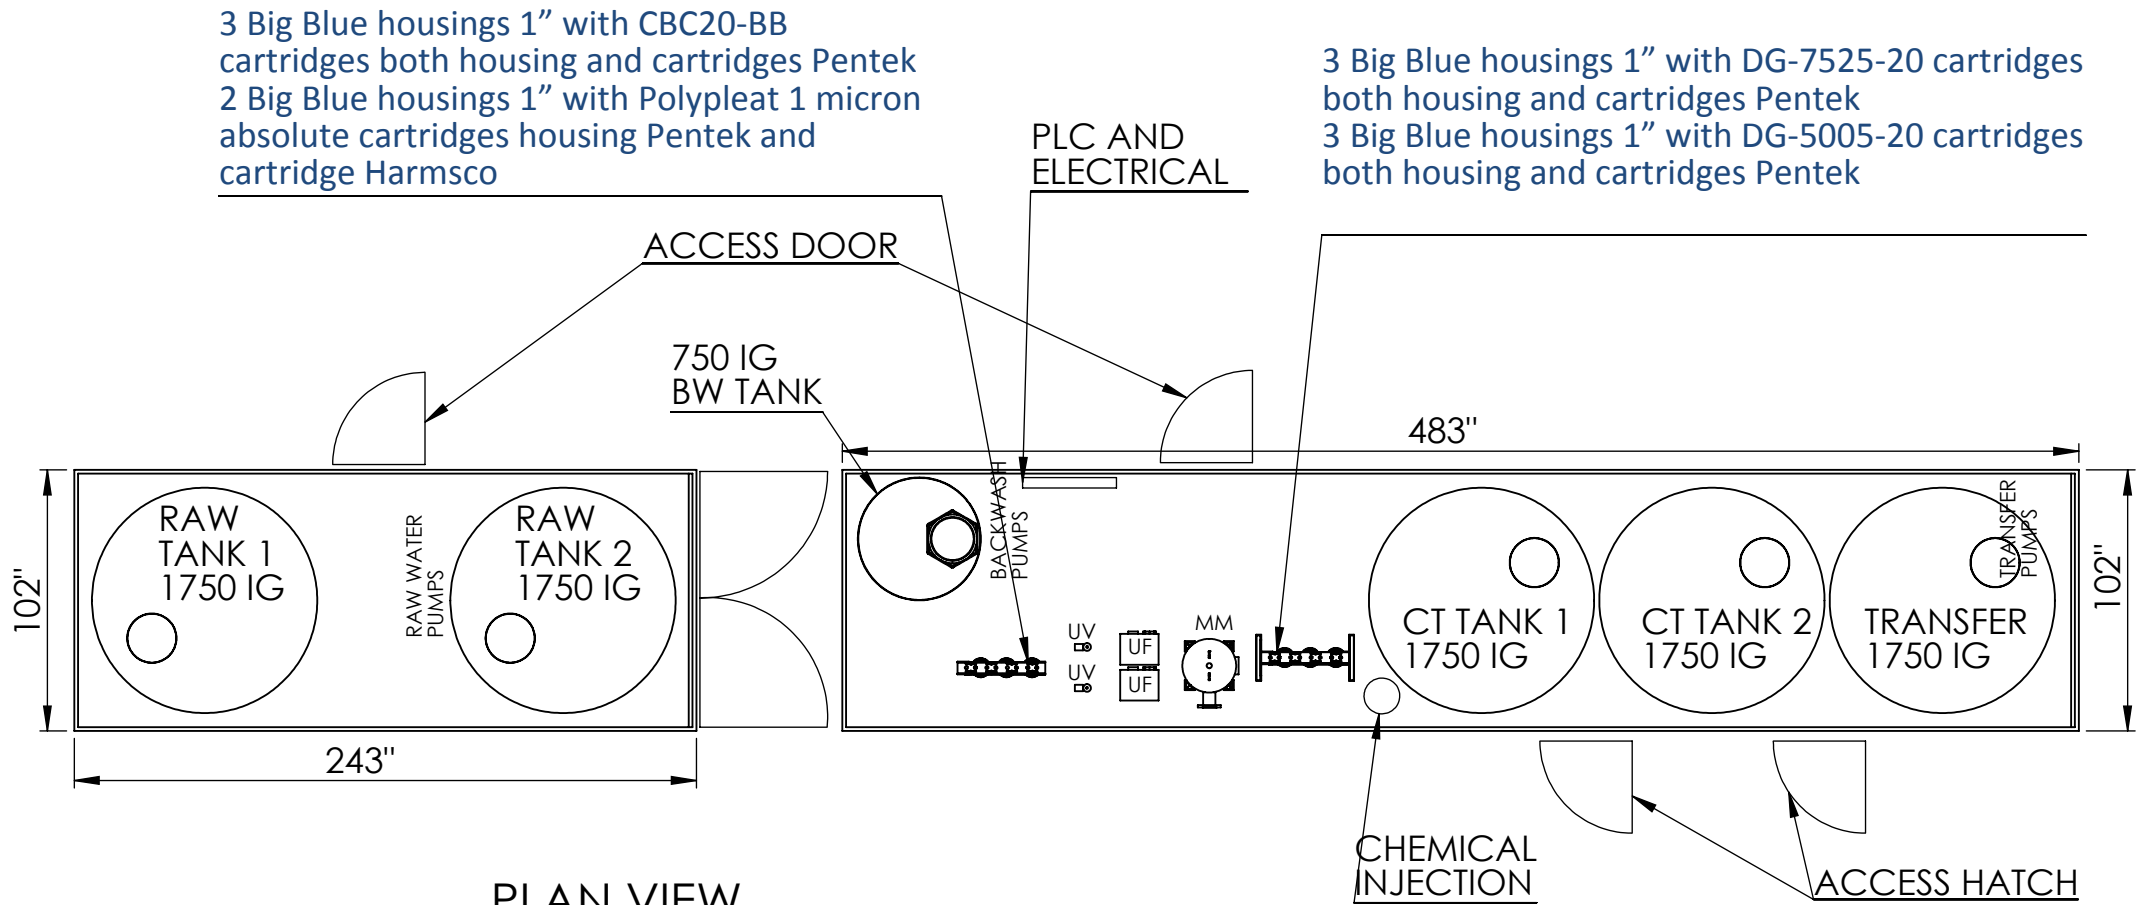 3 Big Blue housings 1” with CBC20-BB
cartridges both housing and cartridges Pentek
2 Big Blue housings 1” with Polypleat 1 micron
absolute cartridges housing Pentek and
cartridge Harmsco
3 Big Blue housings 1” with DG-7525-20 cartridges
both housing and cartridges Pentek
3 Big Blue housings 1” with DG-5005-20 cartridges
both housing and cartridges Pentek
PLC AND
ELECTRICAL
ACCESS DOOR
750 IG
BW TANK
483"
102"
RAW
TANK 1
1750 IG
RAW WATER
PUMPS
RAW
TANK 2
1750 IG
243"
BACKWASH
PUMPS
UV
UV
UF
UF
MM
CT TANK 1
1750 IG
CT TANK 2
1750 IG
TRANSFER
1750 IG
TRANSFER
PUMPS
102"
CHEMICAL
INJECTION
ACCESS HATCH
PLAN VIEW